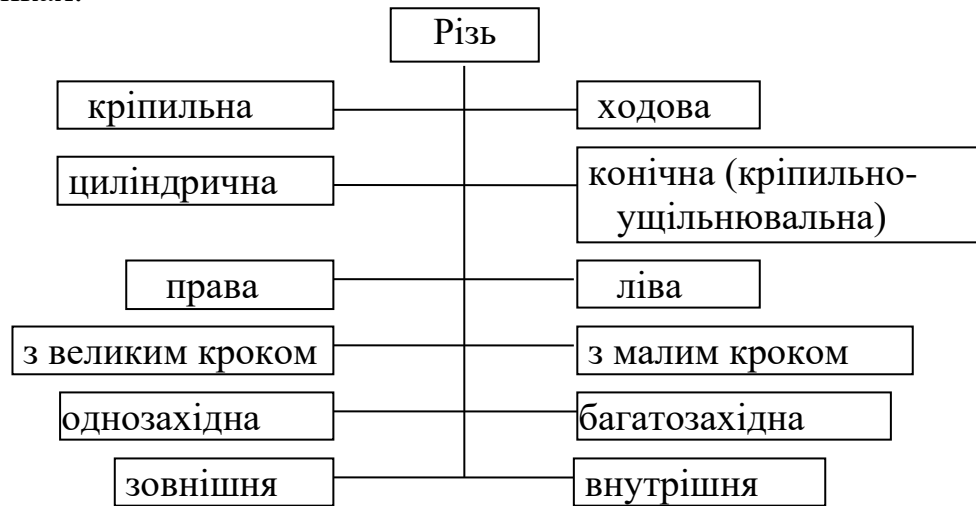 Різь
кріпильна
ходова
циліндрична
конічна (кріпильно-
ущільнювальна)
права
ліва
з великим кроком
з малим кроком
однозахідна
багатозахідна
зовнішня
внутрішня